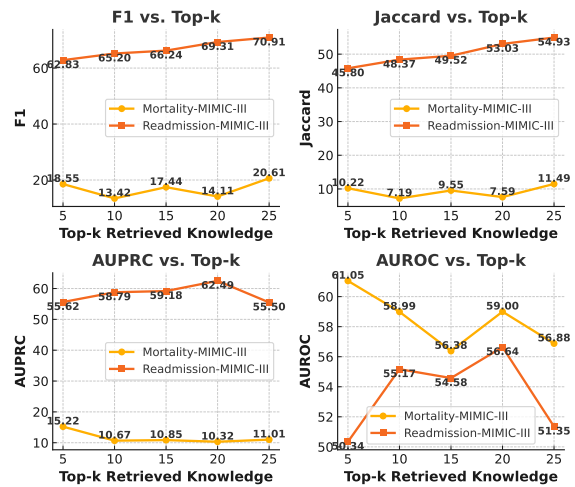 F1 vs. Top-k
60
40
20
F1
62.83
65.20
66.24
69.31
70.91
Mortality-MIMIC-III
Readmission-MIMIC-III
18.55
13.42
17.44
14.11
20.61
5 10 15 20 25
Top-k Retrieved Knowledge
Jaccard vs. Top-k
50
40
30
20
10
Jaccard
45.80
48.37
49.52
53.03
54.93
Mortality-MIMIC-III
Readmission-MIMIC-III
10.22
7.19
9.55
7.59
11.49
5 10 15 20 25
Top-k Retrieved Knowledge
AUPRC vs. Top-k
60
50
40
30
20
10
AUPRC
55.62
58.79
59.18
62.49
55.50
Mortality-MIMIC-III
Readmission-MIMIC-III
15.22
10.67
10.85
10.32
11.01
5 10 15 20 25
Top-k Retrieved Knowledge
AUROC vs. Top-k
60
58
56
54
52
50
AUROC
61.05
58.99
56.38
59.00
56.88
50.34
55.17
54.58
56.64
51.35
Mortality-MIMIC-III
Readmission-MIMIC-III
5 10 15 20 25
Top-k Retrieved Knowledge